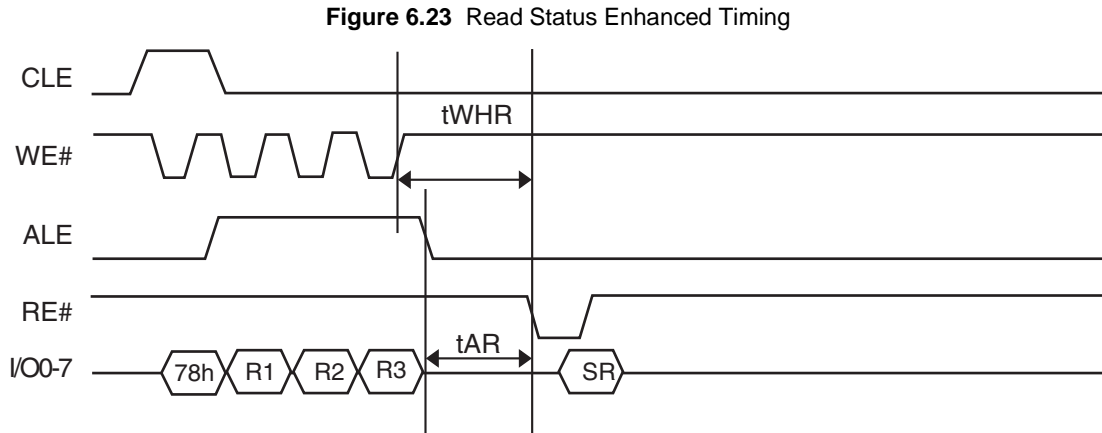 Figure 6.23 Read Status Enhanced Timing
CLE
tWHR
WE#
ALE
RE#
tAR
I/O0-7 78h R1 R2 R3 SR